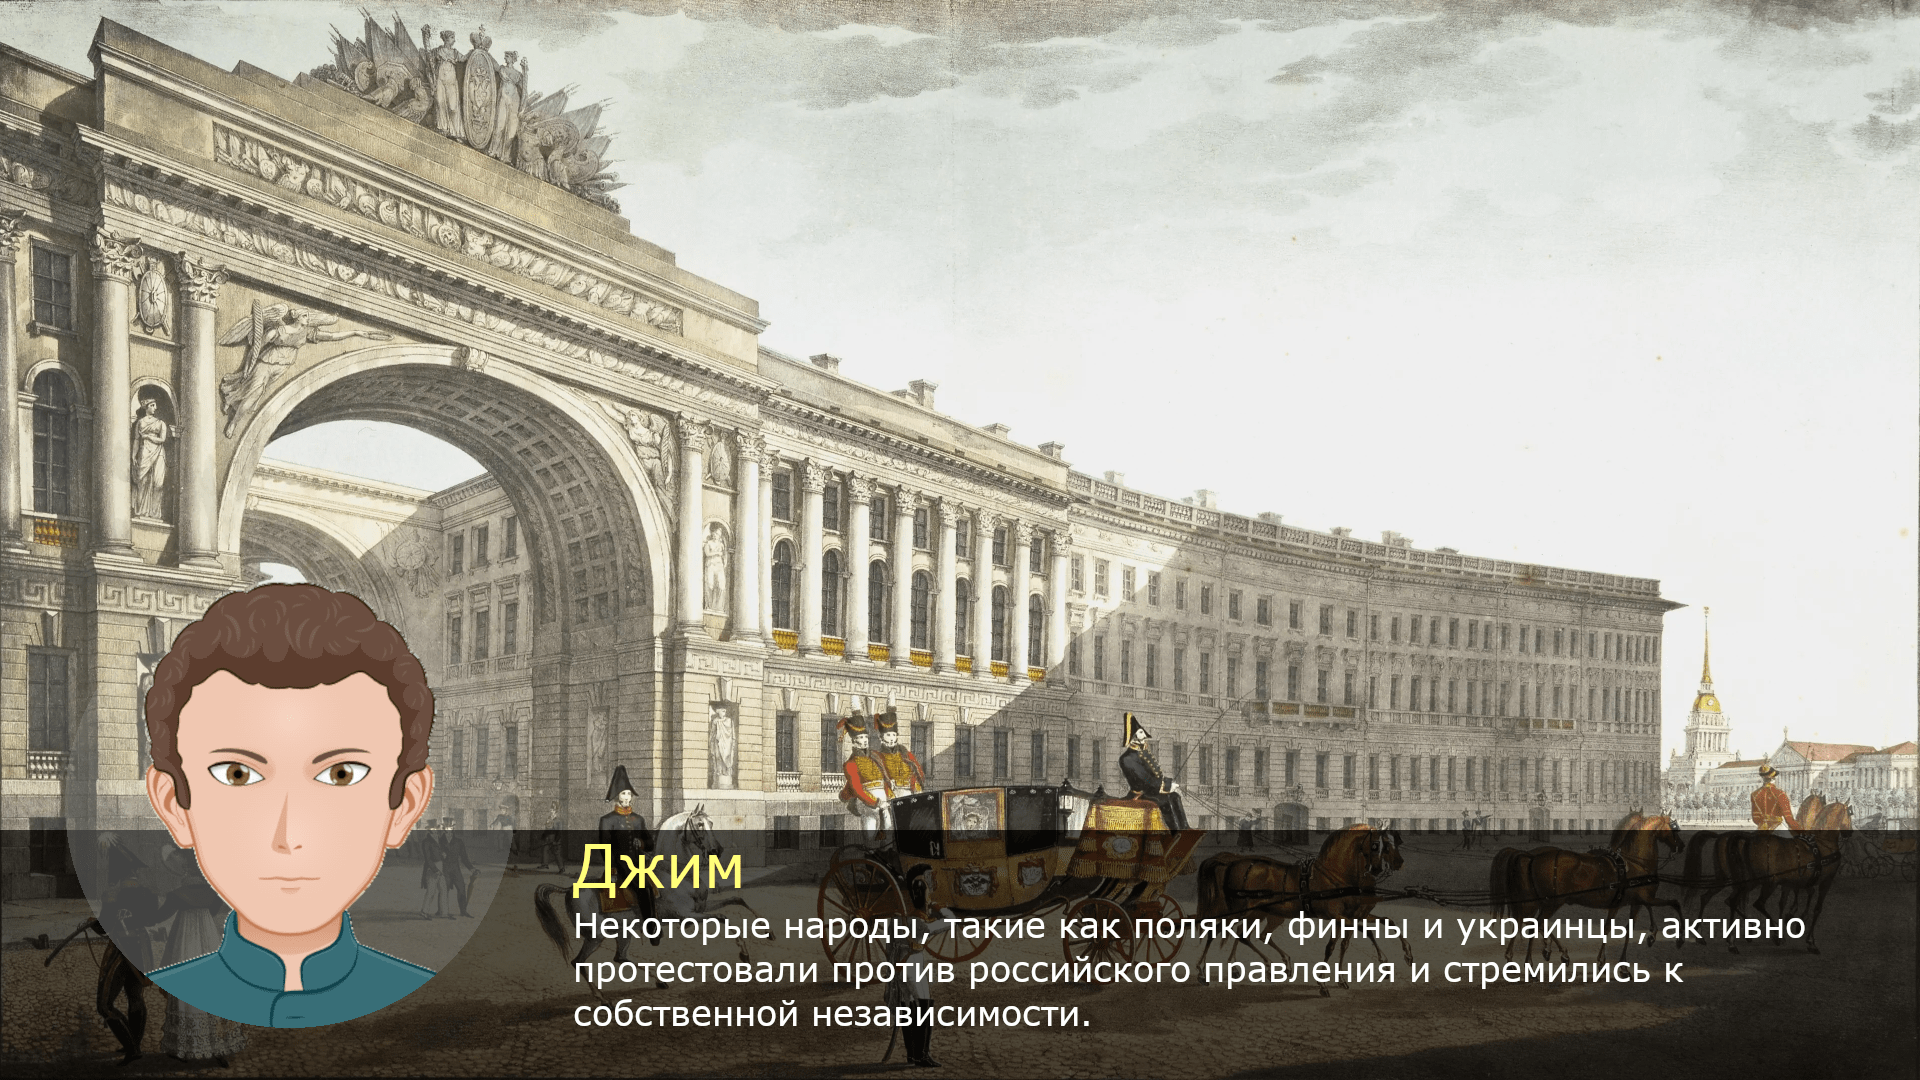 Джим
Некоторые народы, такие как поляки, финны и украинцы, активно
протестовали против российского правления и стремились к
собственной независимости.